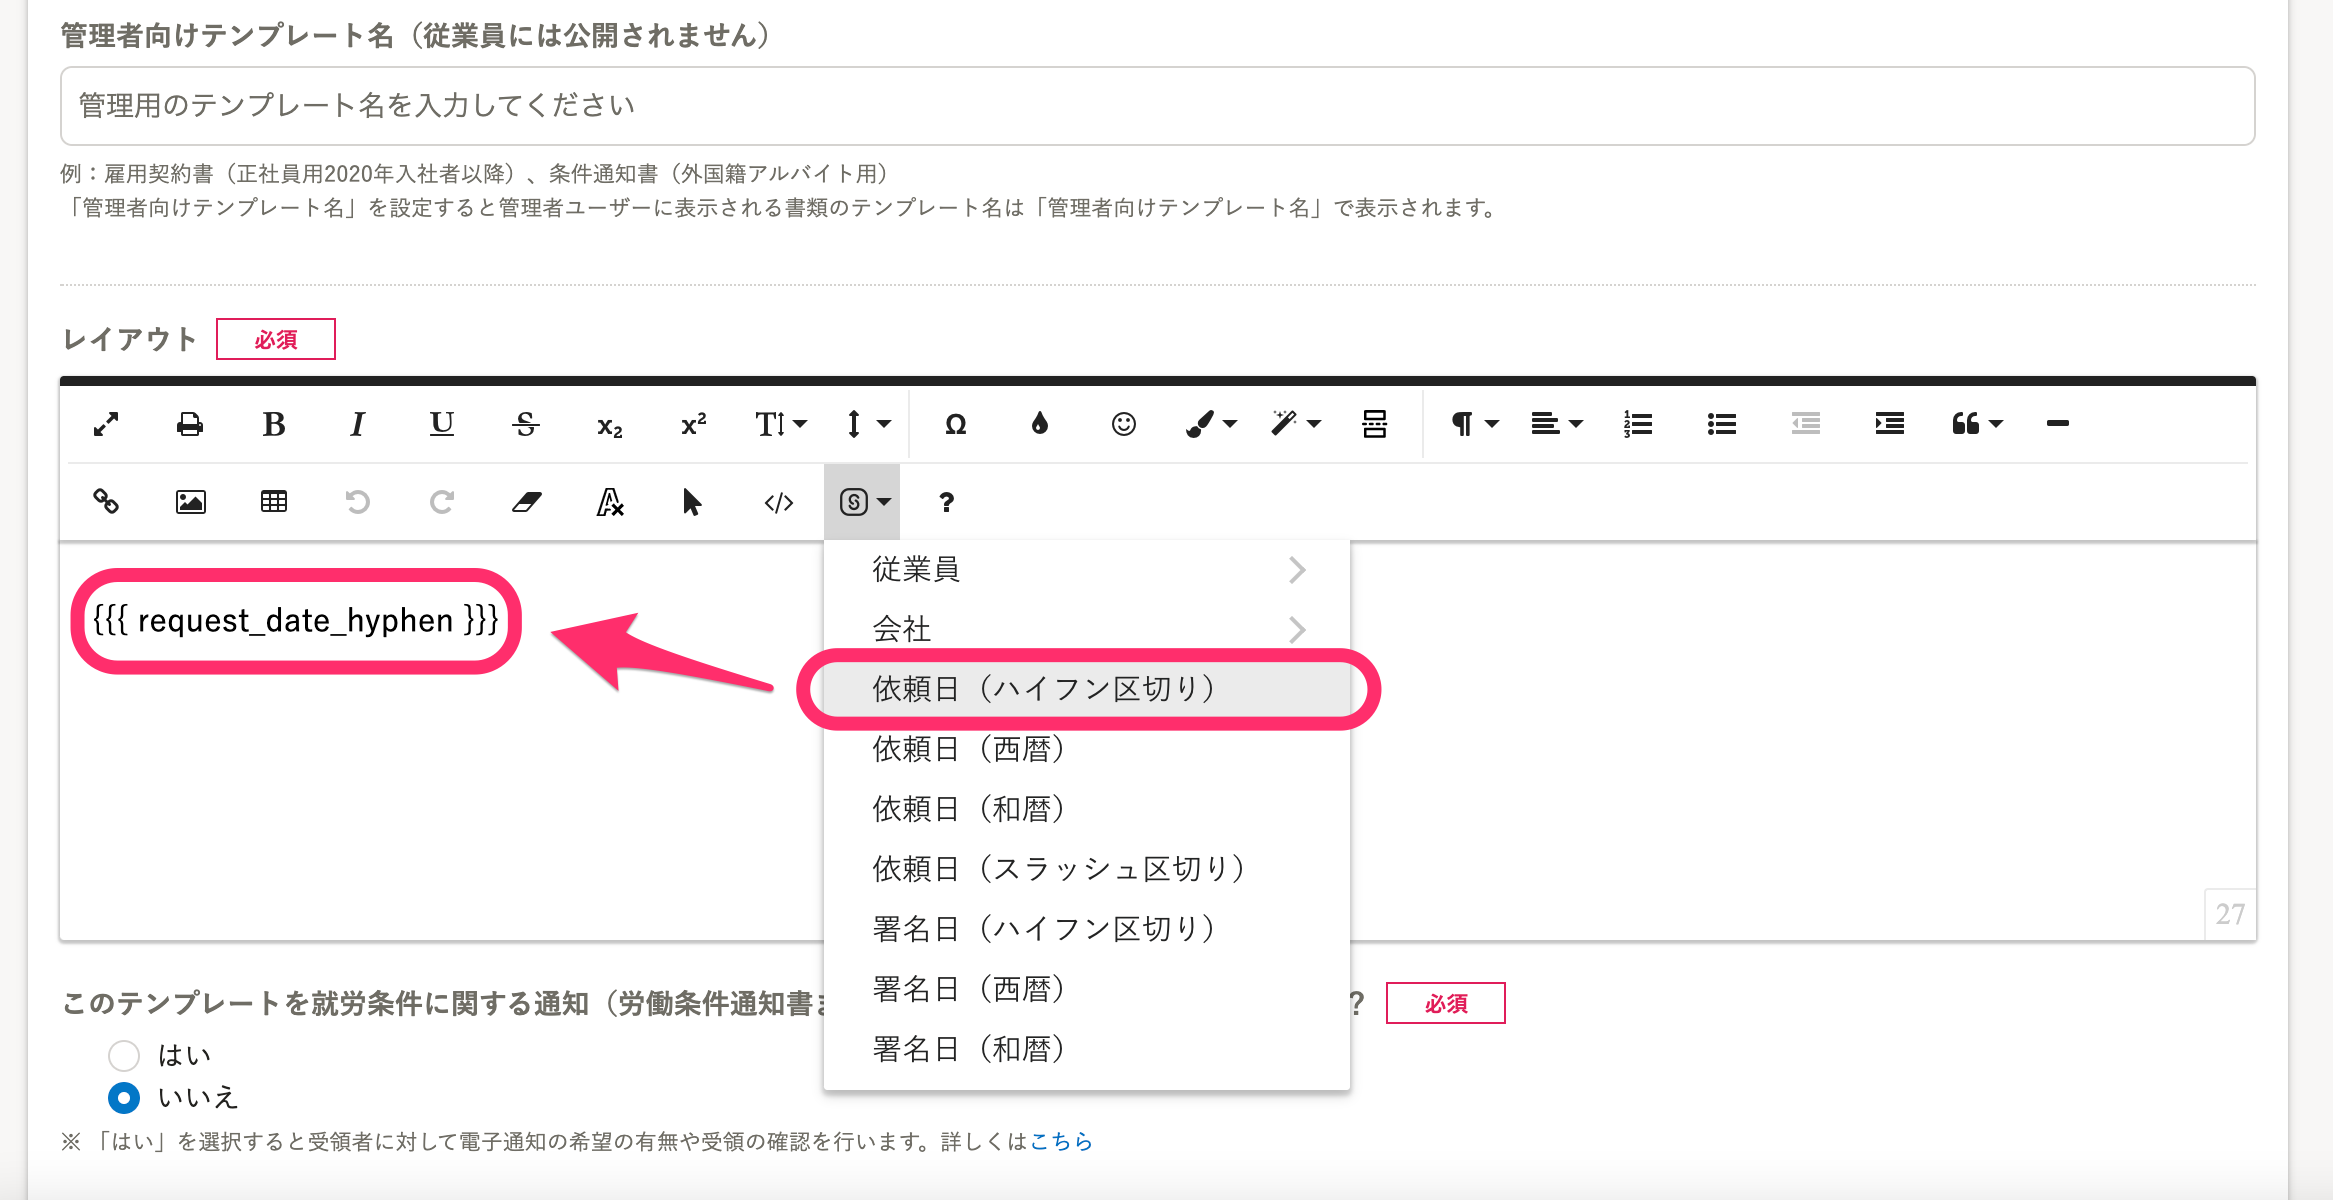 管理者向けテンプレート名（従業員には公開されません）
管理用のテンプレート名を入力してください
例：雇用契約書（正社員用2020年入社者以降）、条件通知書（外国籍アルバイト用）
「管理者向けテンプレート名」を設定すると管理者ユーザーに表示される書類のテンプレート名は「管理者向けテンプレート名」で表示されます。
レイアウト 必須
{{{ request_date_hyphen }}}
従業員
会社
依頼日（ハイフン区切り）
依頼日（西暦）
依頼日（和暦）
依頼日（スラッシュ区切り）
署名日（ハイフン区切り）
署名日（西暦）
署名日（和暦）
27
このテンプレートを就労条件に関する通知（労働条件通知書 ? 必須
はい
いいえ
※ 「はい」を選択すると受領者に対して電子通知の希望の有無や受領の確認を行います。詳しくはこちら